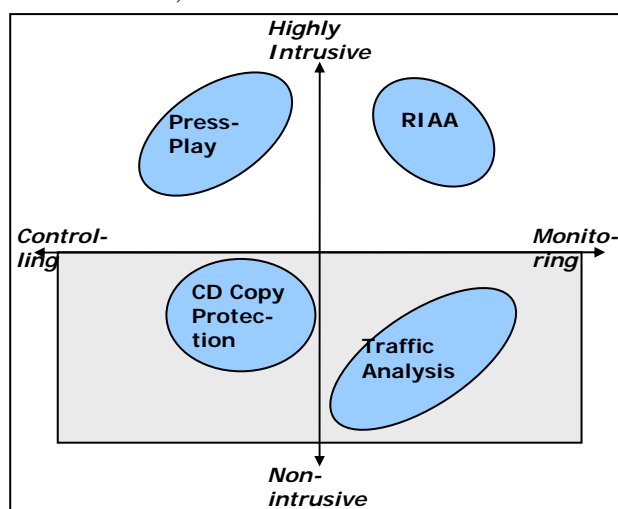 Highly
Intrusive
Press-
Play
RIAA
Control-
ling
Monito-
ring
CD Copy
Protec-
tion
Traffic
Analysis
Non-
intrusive